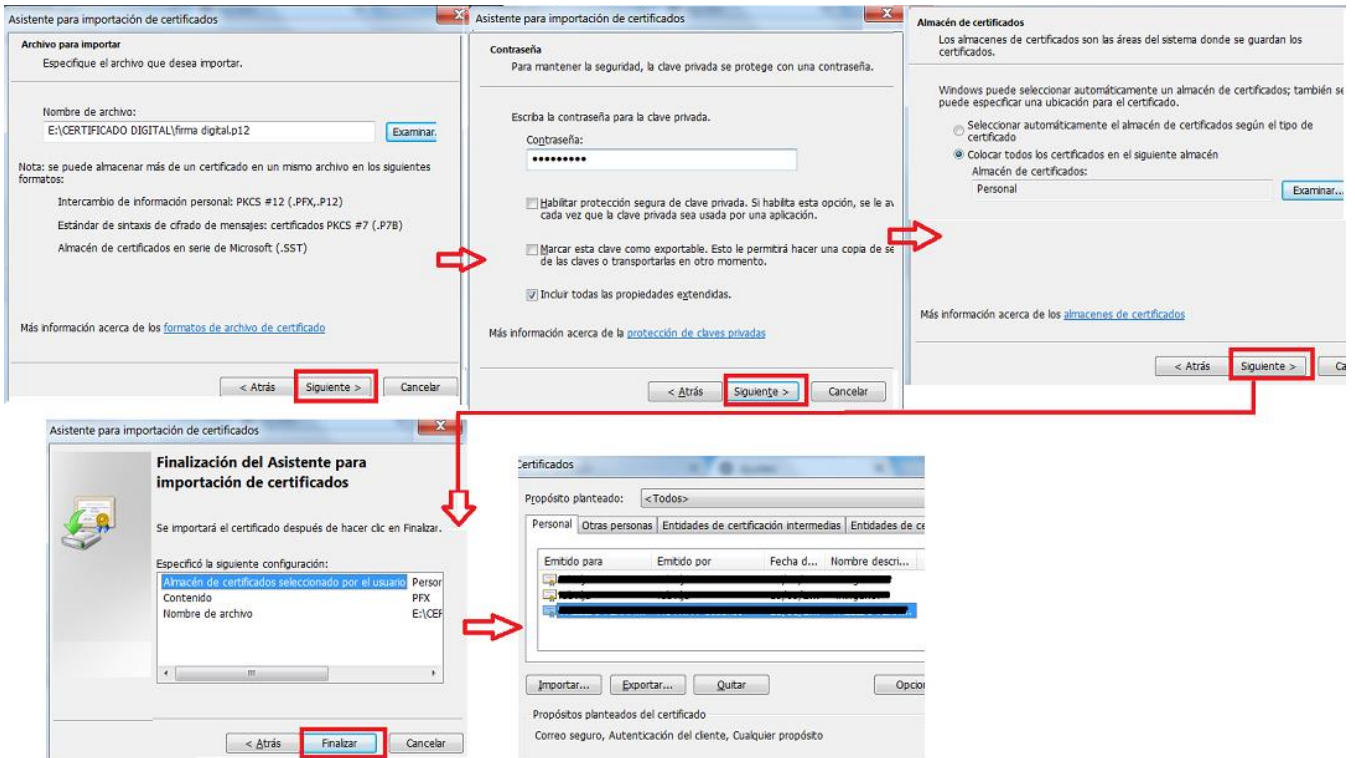 Asistente para importación de certificados
Archivo para importar
Especifique el archivo que desea importar.
Nombre de archivo:
E:\CERTIFICADO DIGITAL\firma digital.p12
Examinar.
Nota: se puede almacenar más de un certificado en un mismo archivo en los siguientes
formatos:
Intercambio de información personal: PKCS #12 (.PFX,.P12)
Estándar de sintaxis de cifrado de mensajes: certificados PKCS #7 (.P7B)
Almacén de certificados en serie de Microsoft (.SST)
Más información acerca de los formatos de archivo de certificado
< Atrás Siguiente > Cancelar
Asistente para importación de certificados
Contraseña
Para mantener la seguridad, la clave privada se protege con una contraseña.
Escriba la contraseña para la clave privada.
Contraseña:
•••••••••
Habilitar protección segura de clave privada. Si habilita esta opción, se le av
cada vez que la clave privada sea usada por una aplicación.
Marcar esta clave como exportable. Esto le permitirá hacer una copia de se
de las claves o transportarlas en otro momento.
Incluir todas las propiedades extendidas.
Más información acerca de la protección de claves privadas
< Atrás Siguiente > Cancelar
Almacén de certificados
Los almacenes de certificados son las áreas del sistema donde se guardan los
certificados.
Windows puede seleccionar automáticamente un almacén de certificados; también se
puede especificar una ubicación para el certificado.
Seleccionar automáticamente el almacén de certificados según el tipo de
certificado
Colocar todos los certificados en el siguiente almacén
Almacén de certificados:
Personal
Examinar...
Más información acerca de los almacenes de certificados
< Atrás Siguiente > Ca
Asistente para importación de certificados
Finalización del Asistente para
importación de certificados
Se importará el certificado después de hacer clic en Finalizar.
Especificó la siguiente configuración:
Almacén de certificados seleccionado por el usuario Person
Contenido PFX
Nombre de archivo E:\CEF
< Atrás Finalizar Cancelar
Certificados
Propósito planteado: <Todos>
Personal Otras personas Entidades de certificación intermedias Entidades de ce
Emitido para Emitido por Fecha d... Nombre descri...
Importar... Exportar... Quitar Opcion
Propósitos planteados del certificado
Correo seguro, Autenticación del cliente, Cualquier propósito